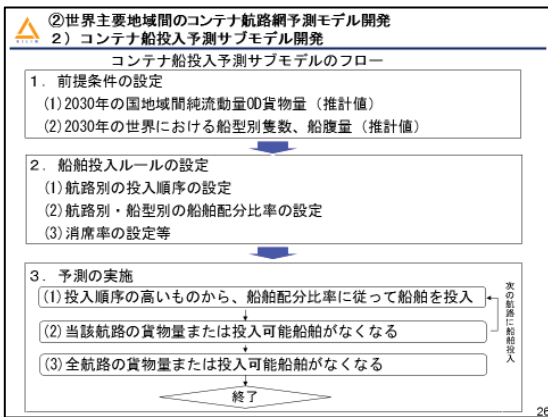 ②世界主要地域間のコンテナ航路網予測モデル開発
２）コンテナ船投入予測サブモデル開発
コンテナ船投入予測サブモデルのフロー
１．前提条件の設定
(1)2030年の国地域間純流動量OD貨物量（推計値）
(2)2030年の世界における船型別隻数、船腹量（推計値）
２．船舶投入ルールの設定
(1)航路別の投入順序の設定
(2)航路別・船型別の船舶配分比率の設定
(3)消席率の設定等
３．予測の実施
(1)投入順序の高いものから、船舶配分比率に従って船舶を投入
(2)当該航路の貨物量または投入可能船舶がなくなる
(3)全航路の貨物量または投入可能船舶がなくなる
終了
次の航路に船舶投入
26